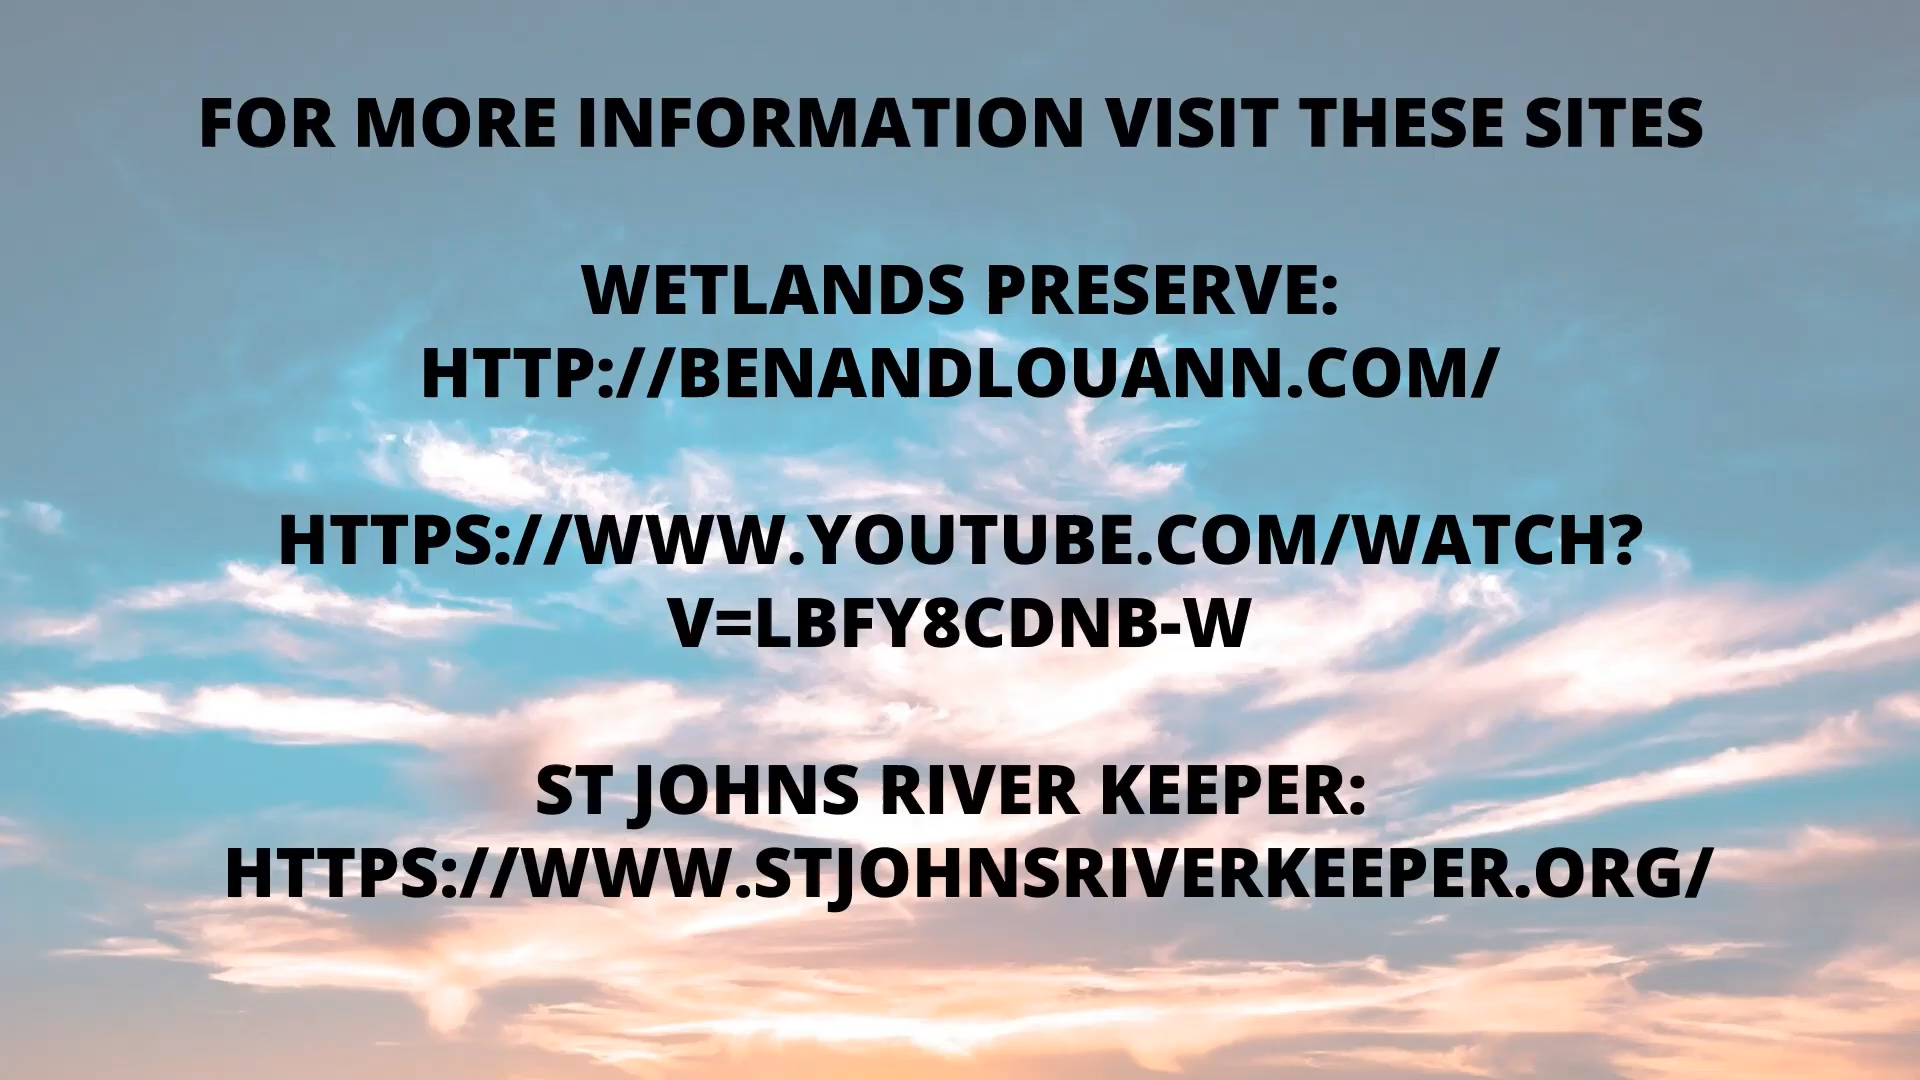 FOR MORE INFORMATION VISIT THESE SITES
WETLANDS PRESERVE:
HTTP://BENANDLOUANN.COM/
HTTPS://WWW.YOUTUBE.COM/WATCH?
V=LBFY8CDNB-W
ST JOHNS RIVER KEEPER:
HTTPS://WWW.STJOHNSRIVERKEEPER.ORG/